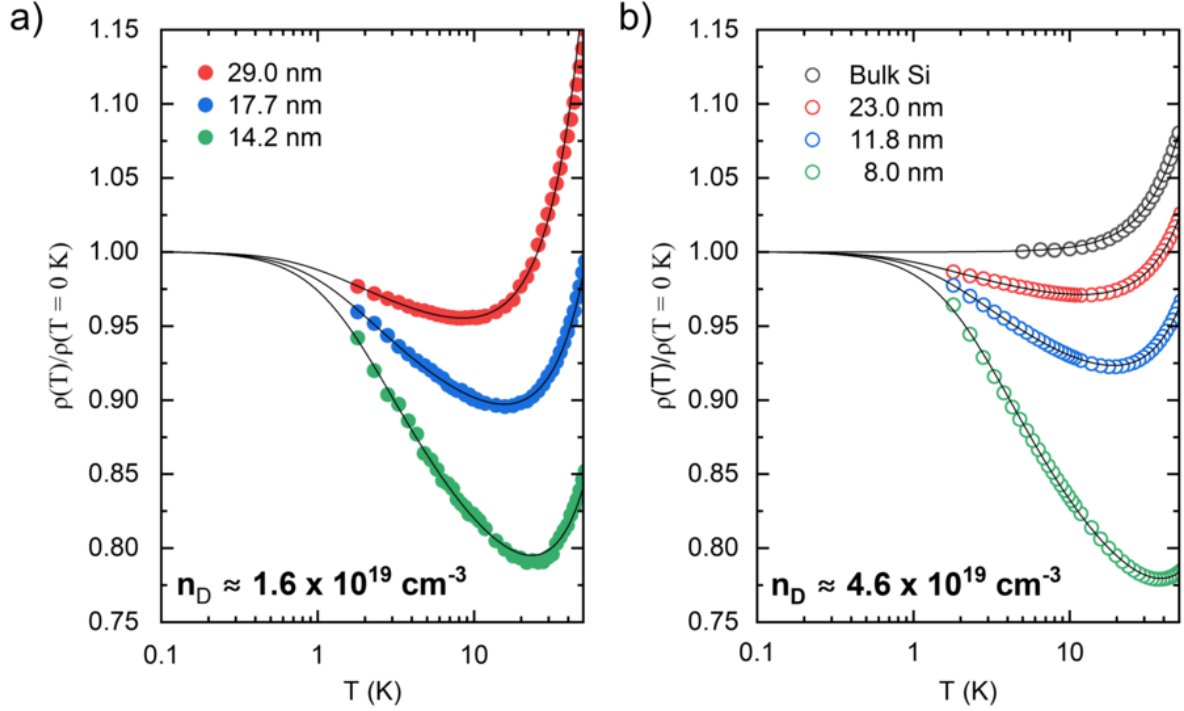 a)
ρ(T)/ρ(T = 0 K)
1.15
1.10
1.05
1.00
0.95
0.90
0.85
0.80
0.75
29.0 nm
17.7 nm
14.2 nm
n_D ≈ 1.6 x 10^19 cm^-3
0.1
1
10
T (K)
b)
ρ(T)/ρ(T = 0 K)
1.15
1.10
1.05
1.00
0.95
0.90
0.85
0.80
0.75
Bulk Si
23.0 nm
11.8 nm
8.0 nm
n_D ≈ 4.6 x 10^19 cm^-3
0.1
1
10
T (K)